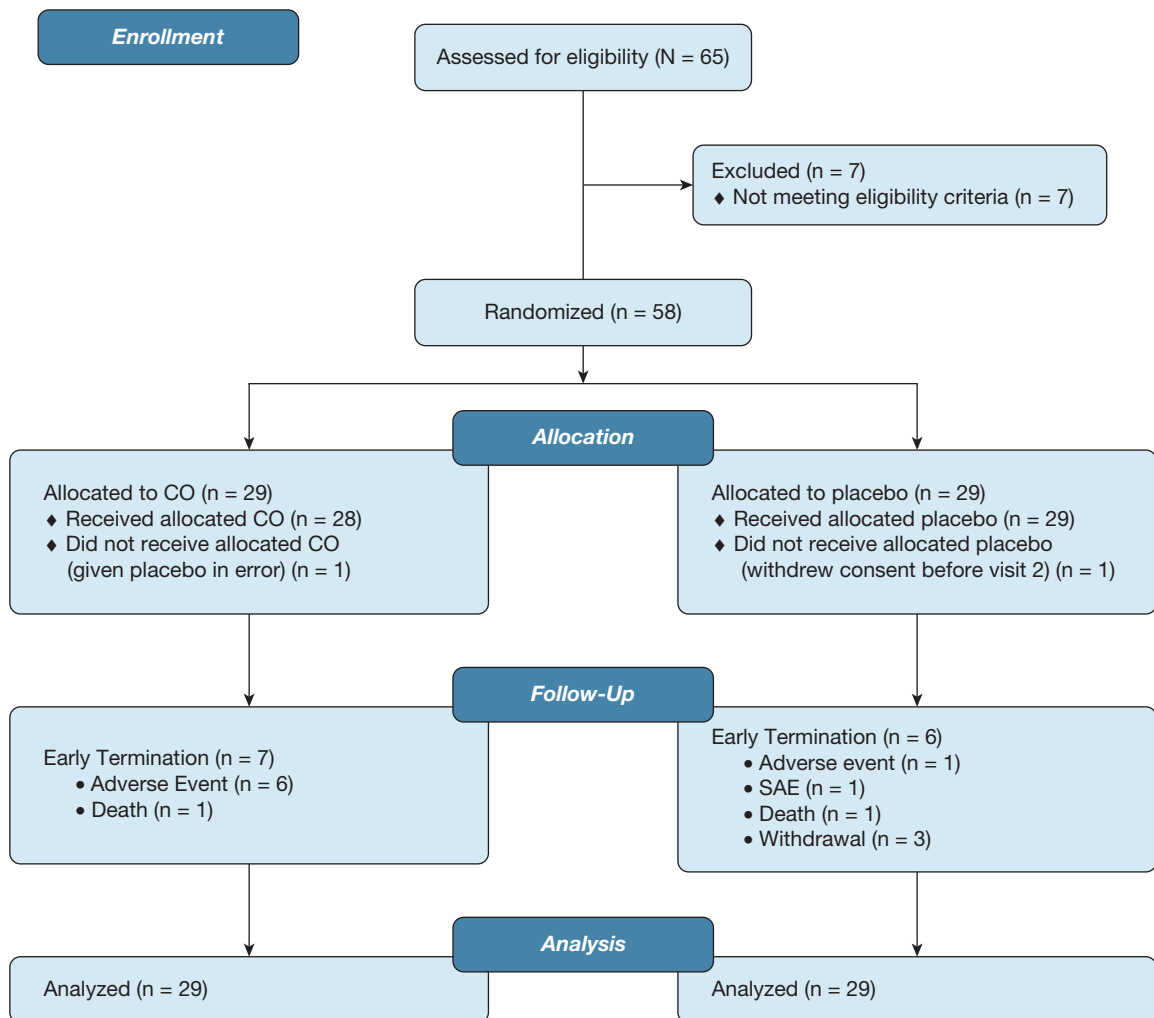 Enrollment
Assessed for eligibility (N = 65)
Excluded (n = 7)
♦ Not meeting eligibility criteria (n = 7)
Randomized (n = 58)
Allocation
Allocated to CO (n = 29)
♦ Received allocated CO (n = 28)
♦ Did not receive allocated CO
(given placebo in error) (n = 1)
Allocated to placebo (n = 29)
♦ Received allocated placebo (n = 29)
♦ Did not receive allocated placebo
(withdrew consent before visit 2) (n = 1)
Follow-Up
Early Termination (n = 7)
• Adverse Event (n = 6)
• Death (n = 1)
Early Termination (n = 6)
• Adverse event (n = 1)
• SAE (n = 1)
• Death (n = 1)
• Withdrawal (n = 3)
Analysis
Analyzed (n = 29)
Analyzed (n = 29)